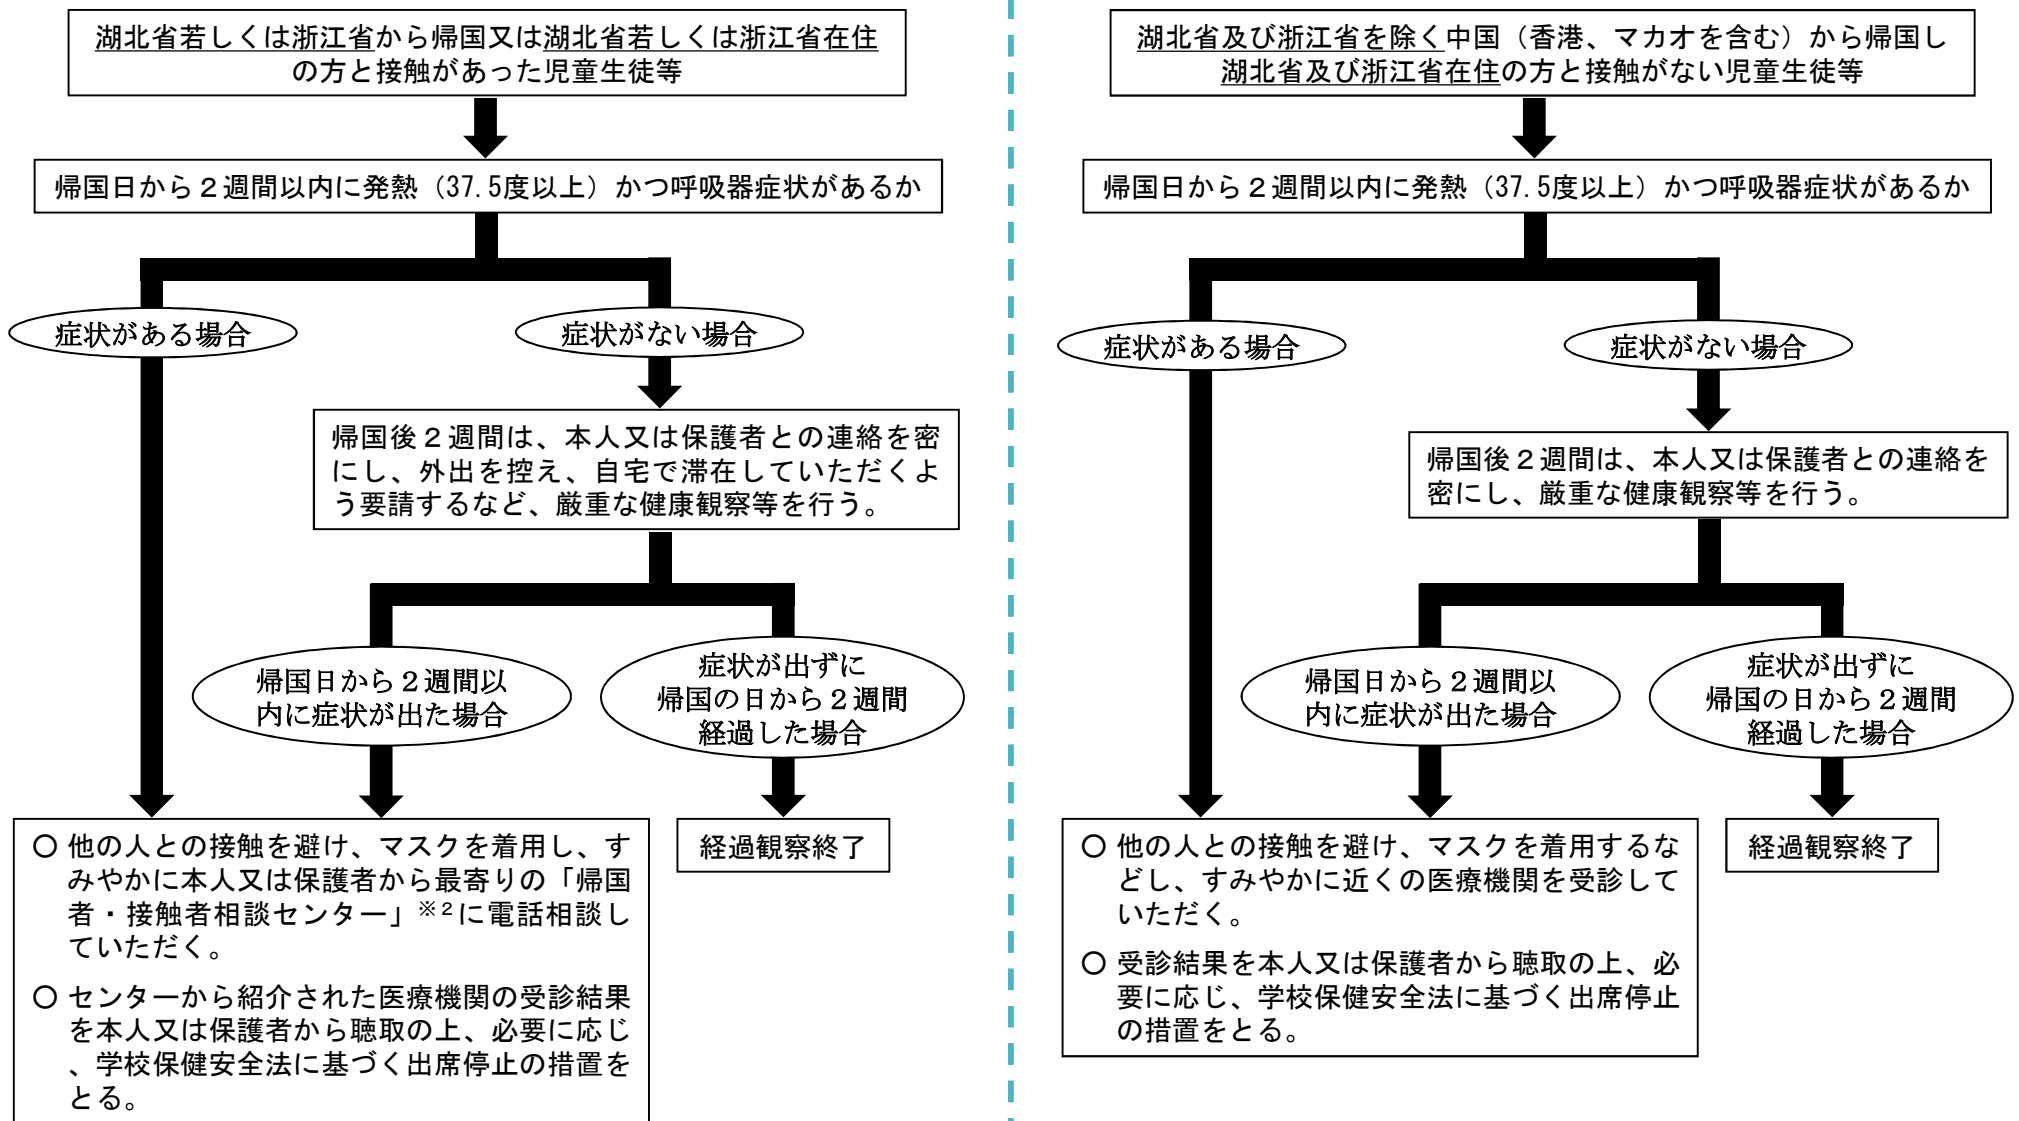 湖北省若しくは浙江省から帰国又は湖北省若しくは浙江省在住
の方と接触があった児童生徒等
帰国日から２週間以内に発熱（37.5度以上）かつ呼吸器症状があるか
症状がある場合
症状がない場合
帰国後２週間は、本人又は保護者との連絡を密
にし、外出を控え、自宅で滞在していただくよ
う要請するなど、厳重な健康観察等を行う。
帰国日から２週間以
内に症状が出た場合
症状が出ずに
帰国の日から２週間
経過した場合
〇 他の人との接触を避け、マスクを着用し、す
みやかに本人又は保護者から最寄りの「帰国
者・接触者相談センター」※２に電話相談し
ていただく。
〇 センターから紹介された医療機関の受診結果
を本人又は保護者から聴取の上、必要に応じ
、学校保健安全法に基づく出席停止の措置を
とる。
経過観察終了
湖北省及び浙江省を除く中国（香港、マカオを含む）から帰国し
湖北省及び浙江省在住の方と接触がない児童生徒等
帰国日から２週間以内に発熱（37.5度以上）かつ呼吸器症状があるか
症状がある場合
症状がない場合
帰国後２週間は、本人又は保護者との連絡を
密にし、厳重な健康観察等を行う。
帰国日から２週間以
内に症状が出た場合
症状が出ずに
帰国の日から２週間
経過した場合
〇 他の人との接触を避け、マスクを着用するな
どし、すみやかに近くの医療機関を受診して
いただく。
〇 受診結果を本人又は保護者から聴取の上、必
要に応じ、学校保健安全法に基づく出席停止
の措置をとる。
経過観察終了